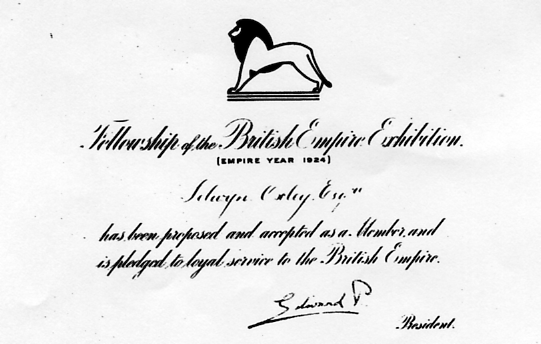 Fellowship of the British Empire Exhibition.
(EMPIRE YEAR 1924)
Selwyn Oxley, Esqre
has been proposed and accepted as a Member, and
is pledged to loyal service to the British Empire.
Edward P.
President.